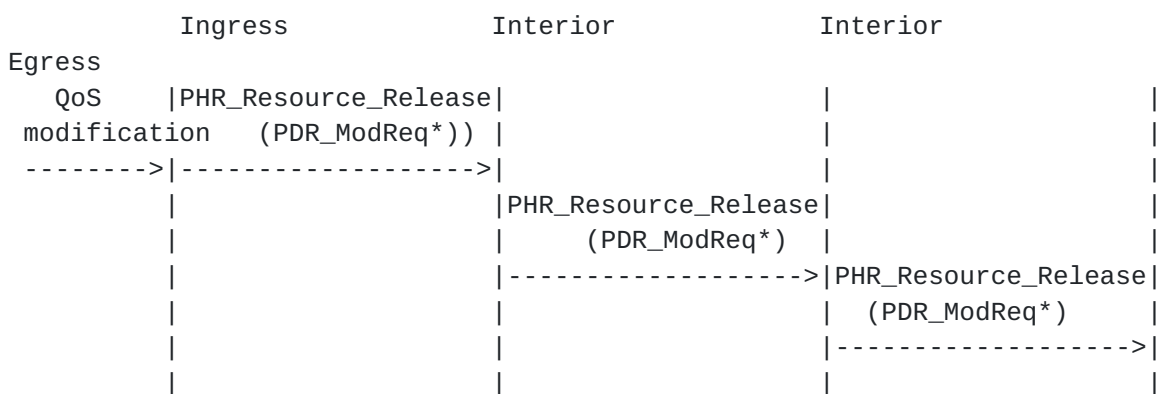 Ingress Interior Interior
Egress
QoS |PHR_Resource_Release| | |
modification (PDR_ModReq*)) | | |
-------->|------------------->| | |
| |PHR_Resource_Release| |
| | (PDR_ModReq*) | |
| |------------------->|PHR_Resource_Release|
| | | (PDR_ModReq*) |
| | |------------------->|
| | | |